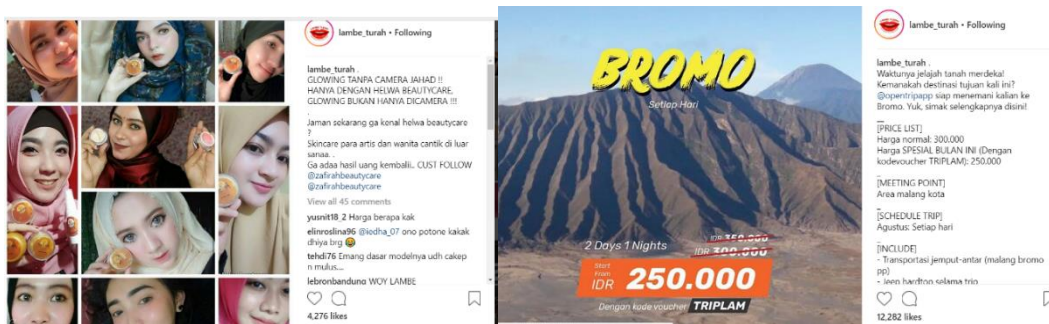 lambe_turah • Following
lambe_turah .
GLOWING TANPA CAMERA JAHAD !!
HANYA DENGAN HELWA BEAUTYCARE,
GLOWING BUKAN HANYA DICAMERA !!!
.
Jaman sekarang ga kenal helwa beautycare
?
Skincare para artis dan wanita cantik di luar
sanaa. .
Ga adaa hasil uang kembalii.. CUST FOLLOW
@zafirahbeautycare
@zafirahbeautycare
View all 45 comments
yusnit18_2 Harga berapa kak
elinroslina96 @iedha_07 ono potone kakak
dhiya brg
tehdi76 Emang dasar modelnya udh cakep
n mulus...
lebronbandung WOY LAMBE
4,276 likes
BROMO
Setiap Hari
2 Days 1 Nights
IDR 350.000
IDR 300.000
Start
From
IDR 250.000
Dengan kode voucher TRIPLAM
lambe_turah • Following
lambe_turah .
Waktunya jelajah tanah merdeka!
Kemanakah destinasi tujuan kali ini?
@opentripapp siap menemani kalian ke
Bromo. Yuk, simak selengkapnya disini!
[PRICE LIST]
Harga normal: 300.000
Harga SPESIAL BULAN INI (Dengan
kodevoucher TRIPLAM): 250.000
[MEETING POINT]
Area malang kota
[SCHEDULE TRIP]
Agustus: Setiap hari
[INCLUDE]
- Transportasi jemput-antar (malang bromo
pp)
- Jeep hardtop selama trip
12,282 likes